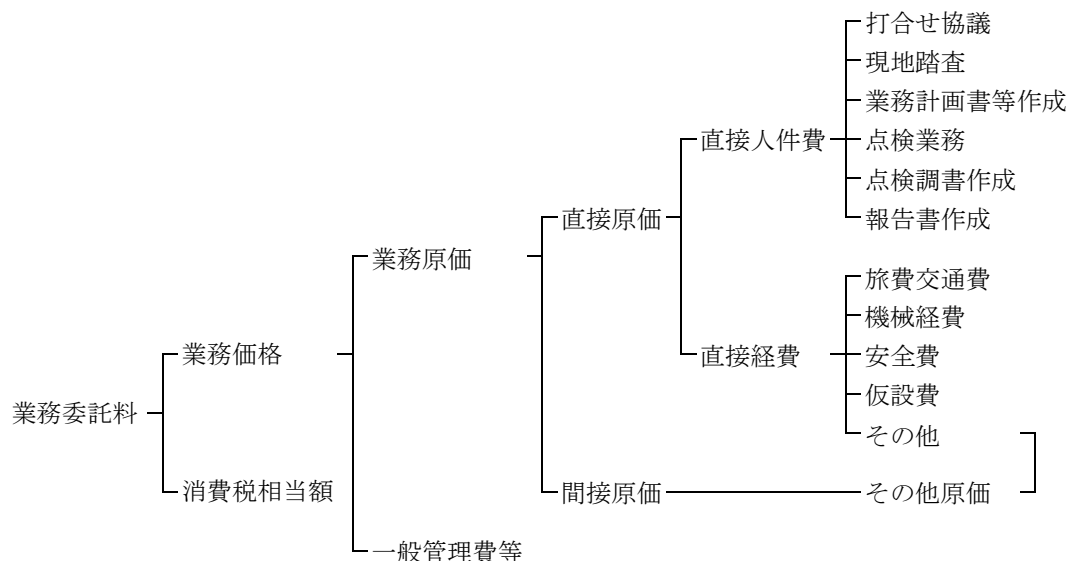 打合せ協議
現地踏査
業務計画書等作成
直接人件費
点検業務
点検調書作成
直接原価
報告書作成
業務原価
旅費交通費
機械経費
業務価格
直接経費
安全費
仮設費
業務委託料
その他
消費税相当額
間接原価
その他原価
一般管理費等